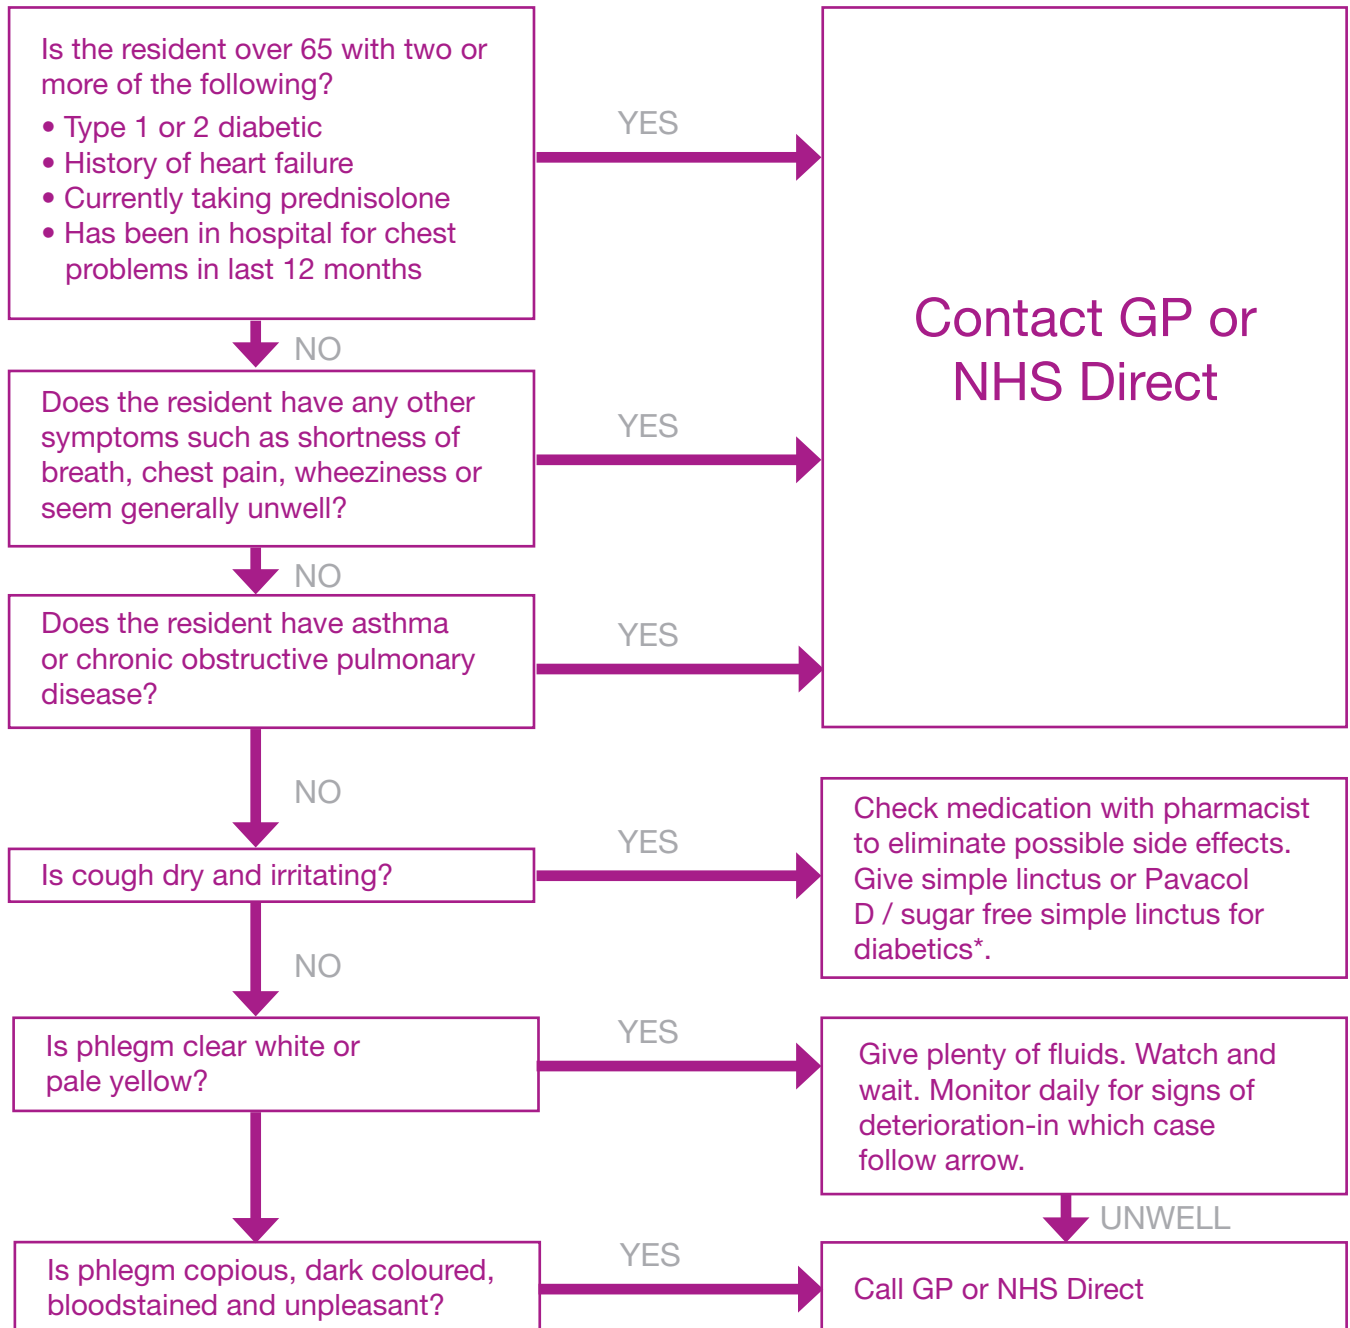 Is the resident over 65 with two or
more of the following?
• Type 1 or 2 diabetic
• History of heart failure
• Currently taking prednisolone
• Has been in hospital for chest
problems in last 12 months
YES
Contact GP or
NHS Direct
NO
Does the resident have any other
symptoms such as shortness of
breath, chest pain, wheeziness or
seem generally unwell?
YES
NO
Does the resident have asthma
or chronic obstructive pulmonary
disease?
YES
NO
Is cough dry and irritating?
YES
Check medication with pharmacist
to eliminate possible side effects.
Give simple linctus or Pavacol
D / sugar free simple linctus for
diabetics*.
NO
Is phlegm clear white or
pale yellow?
YES
Give plenty of fluids. Watch and
wait. Monitor daily for signs of
deterioration-in which case
follow arrow.
UNWELL
Is phlegm copious, dark coloured,
bloodstained and unpleasant?
YES
Call GP or NHS Direct